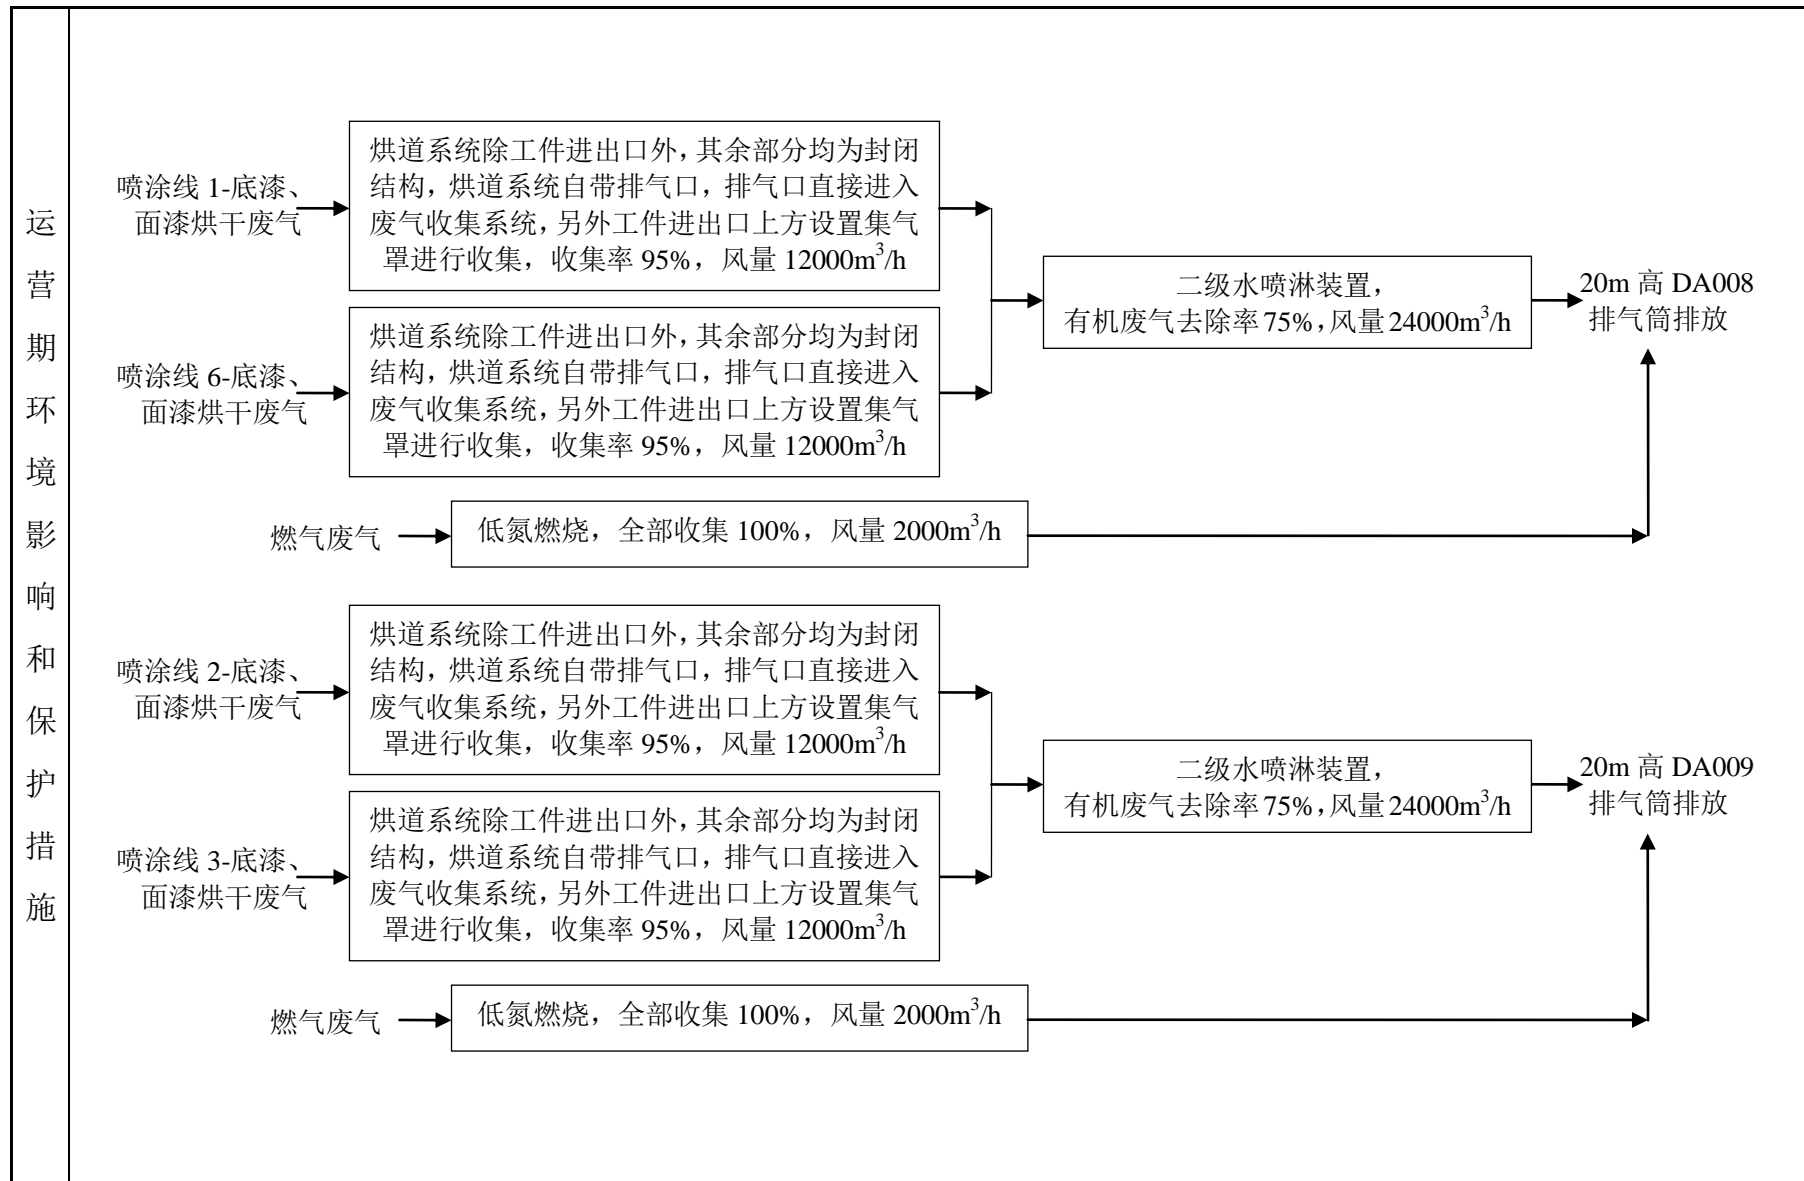 运营期环境影响和保护措施
喷涂线 1-底漆、
面漆烘干废气
烘道系统除工件进出口外，其余部分均为封闭
结构，烘道系统自带排气口，排气口直接进入
废气收集系统，另外工件进出口上方设置集气
罩进行收集，收集率 95%，风量 12000m³/h
喷涂线 6-底漆、
面漆烘干废气
烘道系统除工件进出口外，其余部分均为封闭
结构，烘道系统自带排气口，排气口直接进入
废气收集系统，另外工件进出口上方设置集气
罩进行收集，收集率 95%，风量 12000m³/h
二级水喷淋装置，
有机废气去除率 75%，风量 24000m³/h
20m 高 DA008
排气筒排放
燃气废气
低氮燃烧，全部收集 100%，风量 2000m³/h
喷涂线 2-底漆、
面漆烘干废气
烘道系统除工件进出口外，其余部分均为封闭
结构，烘道系统自带排气口，排气口直接进入
废气收集系统，另外工件进出口上方设置集气
罩进行收集，收集率 95%，风量 12000m³/h
喷涂线 3-底漆、
面漆烘干废气
烘道系统除工件进出口外，其余部分均为封闭
结构，烘道系统自带排气口，排气口直接进入
废气收集系统，另外工件进出口上方设置集气
罩进行收集，收集率 95%，风量 12000m³/h
二级水喷淋装置，
有机废气去除率 75%，风量 24000m³/h
20m 高 DA009
排气筒排放
燃气废气
低氮燃烧，全部收集 100%，风量 2000m³/h